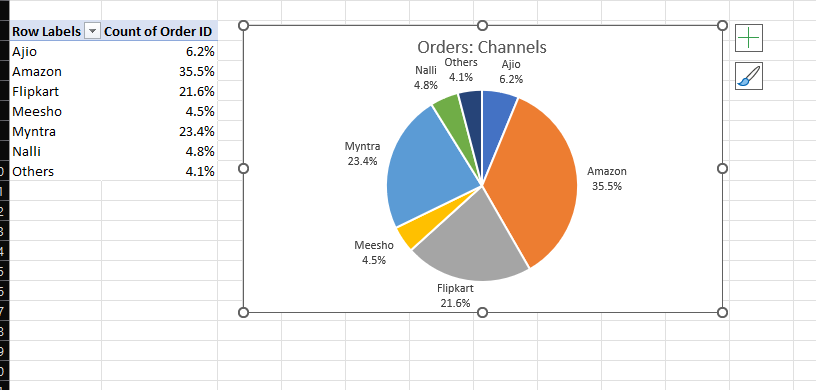 Row Labels Count of Order ID
Ajio 6.2%
Amazon 35.5%
Flipkart 21.6%
Meesho 4.5%
Myntra 23.4%
Nalli 4.8%
Others 4.1%
Orders: Channels
Nalli
4.8%
Others
4.1%
Ajio
6.2%
Myntra
23.4%
Amazon
35.5%
Meesho
4.5%
Flipkart
21.6%